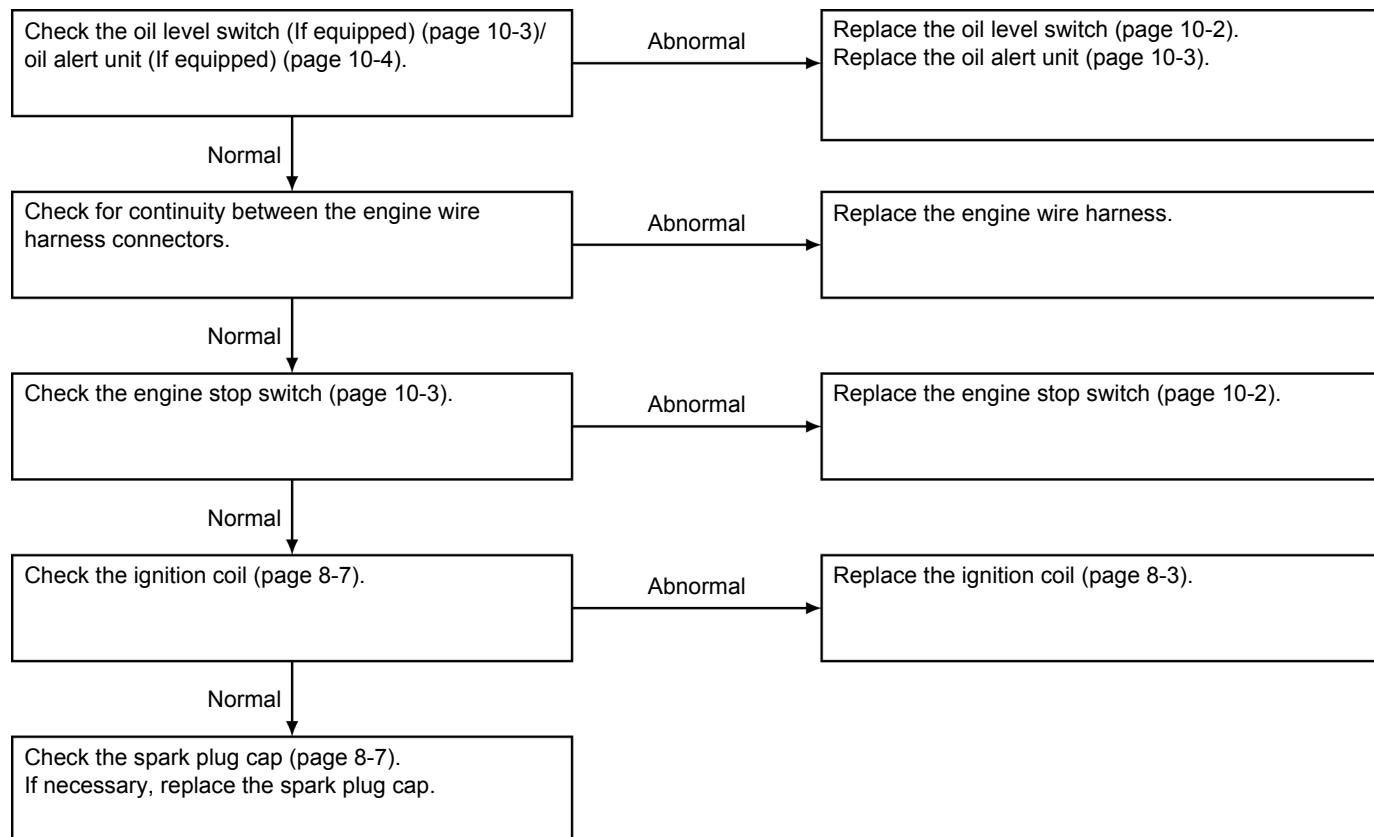 Check the oil level switch (If equipped) (page 10-3)/
oil alert unit (If equipped) (page 10-4).
Abnormal
Replace the oil level switch (page 10-2).
Replace the oil alert unit (page 10-3).
Normal
Check for continuity between the engine wire
harness connectors.
Abnormal
Replace the engine wire harness.
Normal
Check the engine stop switch (page 10-3).
Abnormal
Replace the engine stop switch (page 10-2).
Normal
Check the ignition coil (page 8-7).
Abnormal
Replace the ignition coil (page 8-3).
Normal
Check the spark plug cap (page 8-7).
If necessary, replace the spark plug cap.